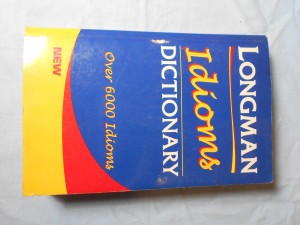 LONGMAN
Idioms
DICTIONARY
Over 6000 Idioms
NEW